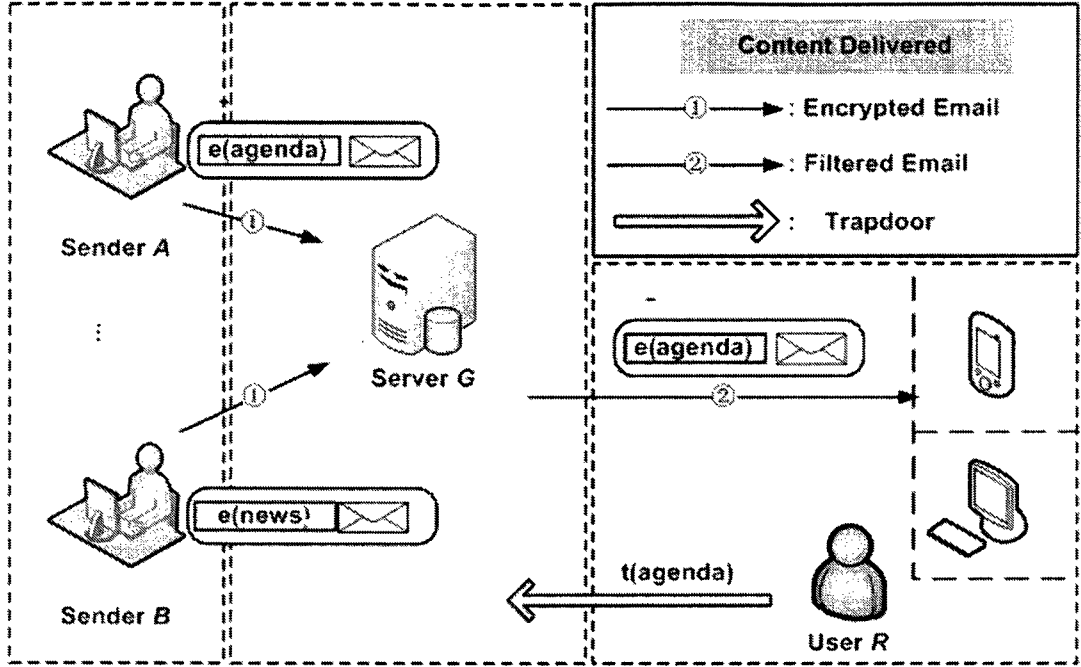 Content Delivered
① : Encrypted Email
② : Filtered Email
: Trapdoor
e(agenda)
①
Sender A
⋮
Server G
①
e(agenda)
②
e(news)
Sender B
t(agenda)
User R